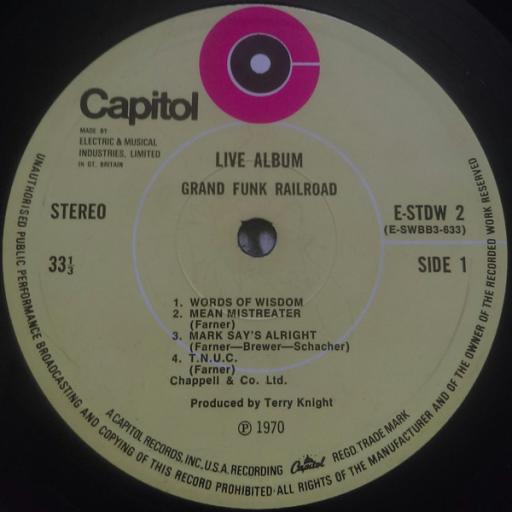 Capitol
MADE BY
ELECTRIC & MUSICAL
INDUSTRIES, LIMITED
IN GT. BRITAIN
LIVE ALBUM
GRAND FUNK RAILROAD
STEREO
E-STDW 2
(E-SWBB3-633)
33⅓
SIDE 1
1. WORDS OF WISDOM
2. MEAN MISTREATER
(Farner)
3. MARK SAY'S ALRIGHT
(Farner—Brewer—Schacher)
4. T.N.U.C.
(Farner)
Chappell & Co. Ltd.
Produced by Terry Knight
℗ 1970
A CAPITOL RECORDS, INC., U.S.A. RECORDING Capitol REGD. TRADE MARK
UNAUTHORISED PUBLIC PERFORMANCE BROADCASTING AND COPYING OF THIS RECORD PROHIBITED·ALL RIGHTS OF THE MANUFACTURER AND OF THE OWNER OF THE RECORDED WORK RESERVED